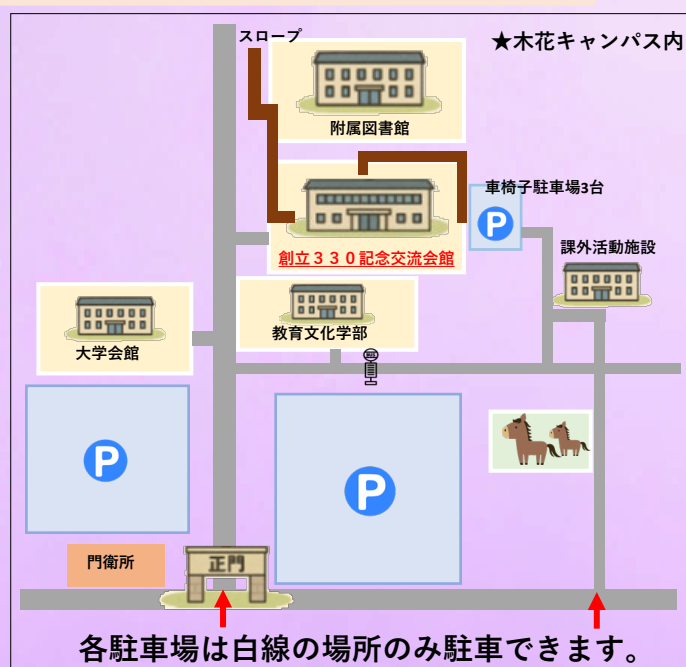 スロープ
★木花キャンパス内
附属図書館
車椅子駐車場3台
P
課外活動施設
創立３３０記念交流会館
教育文化学部
大学会館
P
P
門衛所
正門
各駐車場は白線の場所のみ駐車できます。